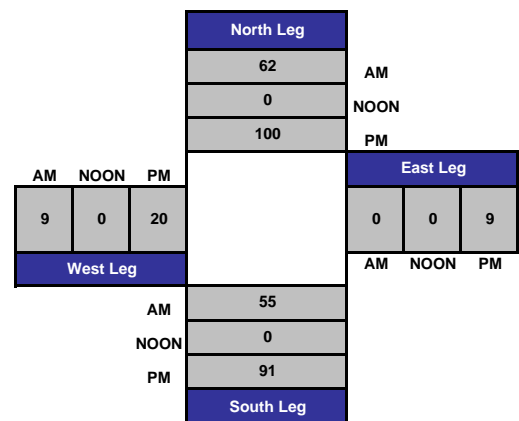 North Leg
62 AM
0 NOON
100 PM
AM NOON PM East Leg
9 0 20 0 0 9
West Leg AM NOON PM
AM 55
NOON 0
PM 91
South Leg